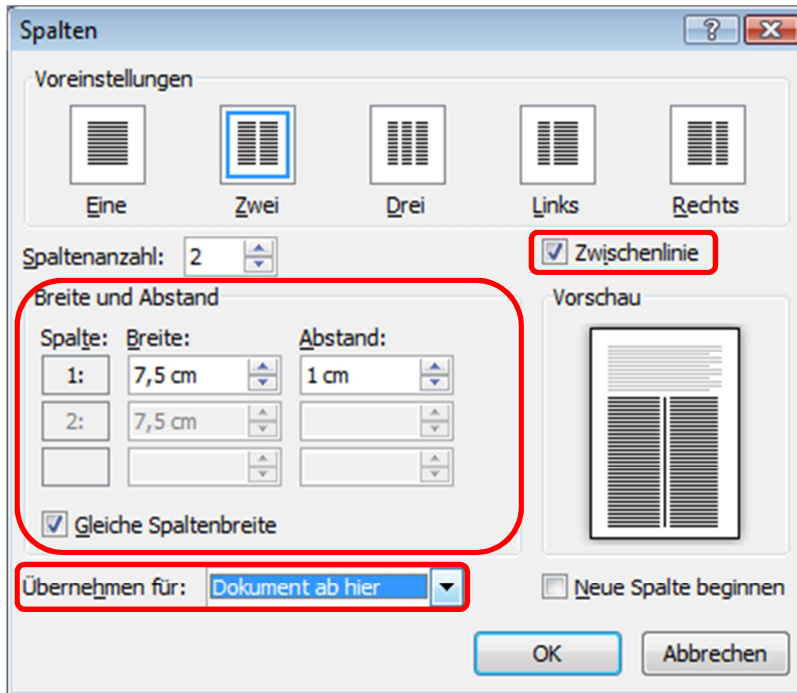 Spalten
Voreinstellungen
Eine Zwei Drei Links Rechts
Spaltenanzahl: 2
Zwischenlinie
Breite und Abstand
Spalte: Breite: Abstand:
1: 7,5 cm 1 cm
2: 7,5 cm
Gleiche Spaltenbreite
Vorschau
Übernehmen für: Dokument ab hier
Neue Spalte beginnen
OK Abbrechen